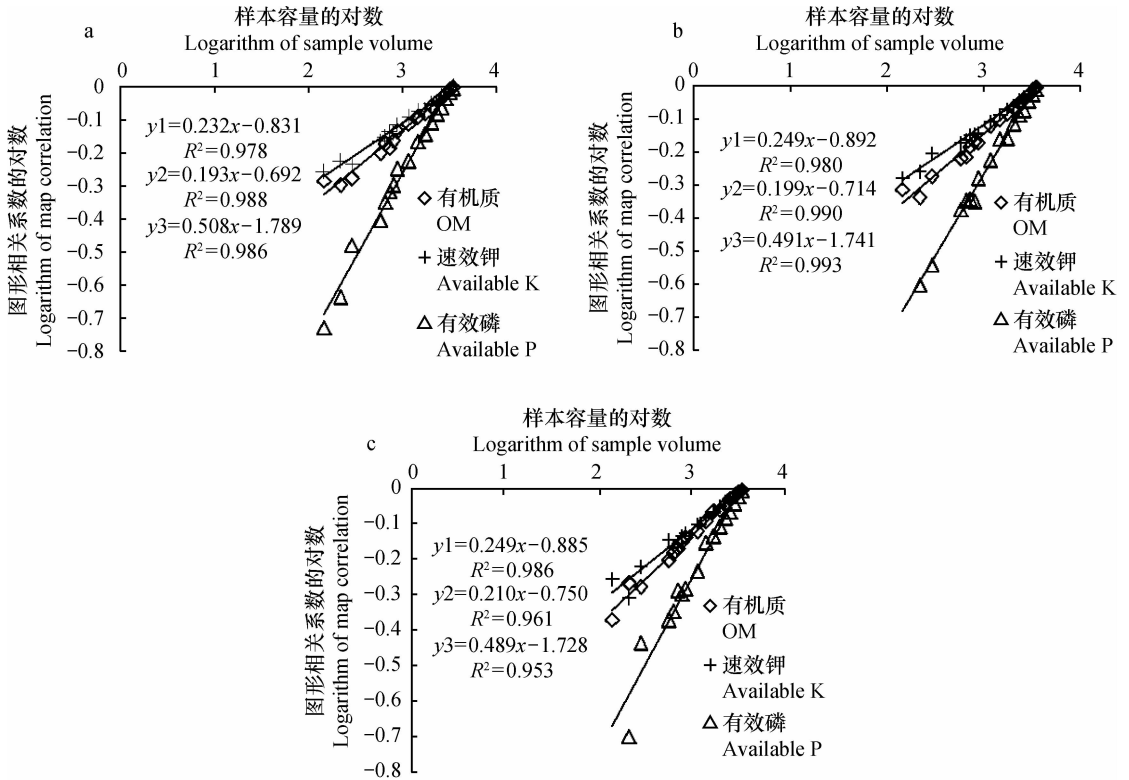 a
样本容量的对数
Logarithm of sample volume
0 1 2 3 4
0
−0.1
−0.2
−0.3
−0.4
−0.5
−0.6
−0.7
−0.8
图形相关系数的对数
Logarithm of map correlation
y1=0.232x−0.831
R²=0.978
y2=0.193x−0.692
R²=0.988
y3=0.508x−1.789
R²=0.986
有机质
OM
速效钾
Available K
有效磷
Available P
b
样本容量的对数
Logarithm of sample volume
0 1 2 3 4
0
−0.1
−0.2
−0.3
−0.4
−0.5
−0.6
−0.7
−0.8
图形相关系数的对数
Logarithm of map correlation
y1=0.249x−0.892
R²=0.980
y2=0.199x−0.714
R²=0.990
y3=0.491x−1.741
R²=0.993
有机质
OM
速效钾
Available K
有效磷
Available P
c
样本容量的对数
Logarithm of sample volume
0 1 2 3 4
0
−0.1
−0.2
−0.3
−0.4
−0.5
−0.6
−0.7
−0.8
图形相关系数的对数
Logarithm of map correlation
y1=0.249x−0.885
R²=0.986
y2=0.210x−0.750
R²=0.961
y3=0.489x−1.728
R²=0.953
有机质
OM
速效钾
Available K
有效磷
Available P